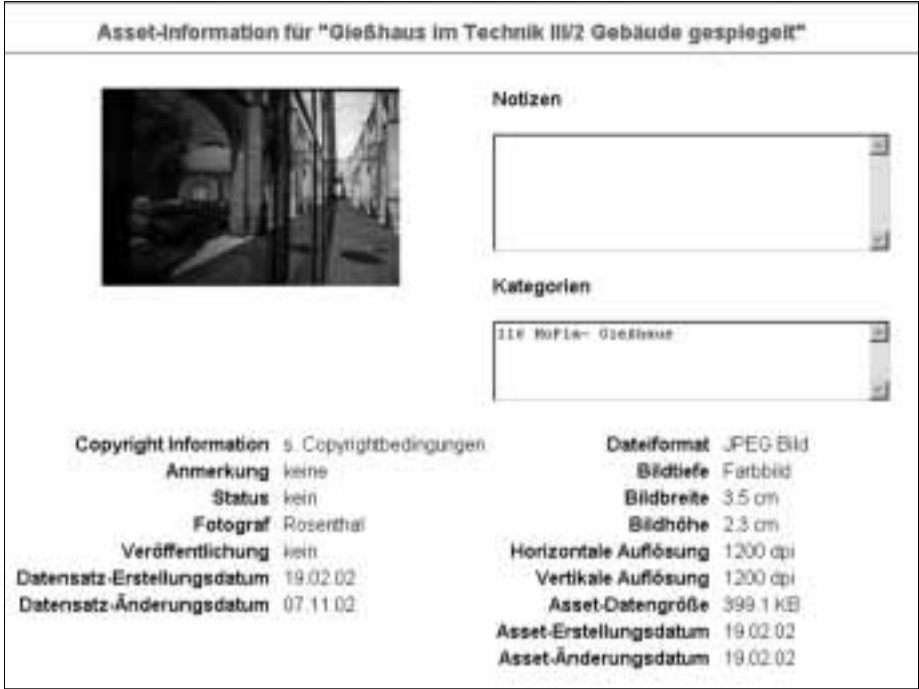 Asset-Information für "Gießhaus im Technik III/2 Gebäude gespiegelt"
Notizen
Kategorien
Gießhaus
Copyright Information s. Copyrightbedingungen
Anmerkung keine
Status kein
Fotograf Rosenthal
Veröffentlichung kein
Datensatz-Erstellungsdatum 19.02.02
Datensatz-Änderungsdatum 07.11.02
Dateiformat JPEG Bild
Bildtiefe Farbbild
Bildbreite 3.5 cm
Bildhöhe 2.3 cm
Horizontale Auflösung 1200 dpi
Vertikale Auflösung 1200 dpi
Asset-Datengröße 399.1 KB
Asset-Erstellungsdatum 19.02.02
Asset-Änderungsdatum 19.02.02